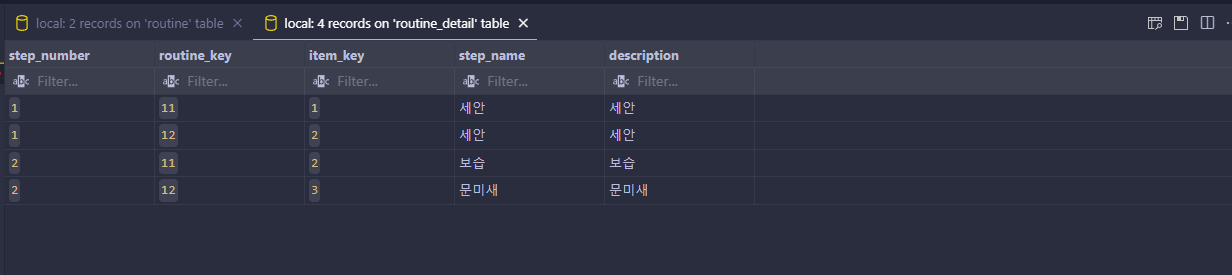 local: 2 records on 'routine' table local: 4 records on 'routine_detail' table
step_number routine_key item_key step_name description
Filter... Filter... Filter... Filter... Filter...
1 11 1 세안 세안
1 12 2 세안 세안
2 11 2 보습 보습
2 12 3 문미새 문미새